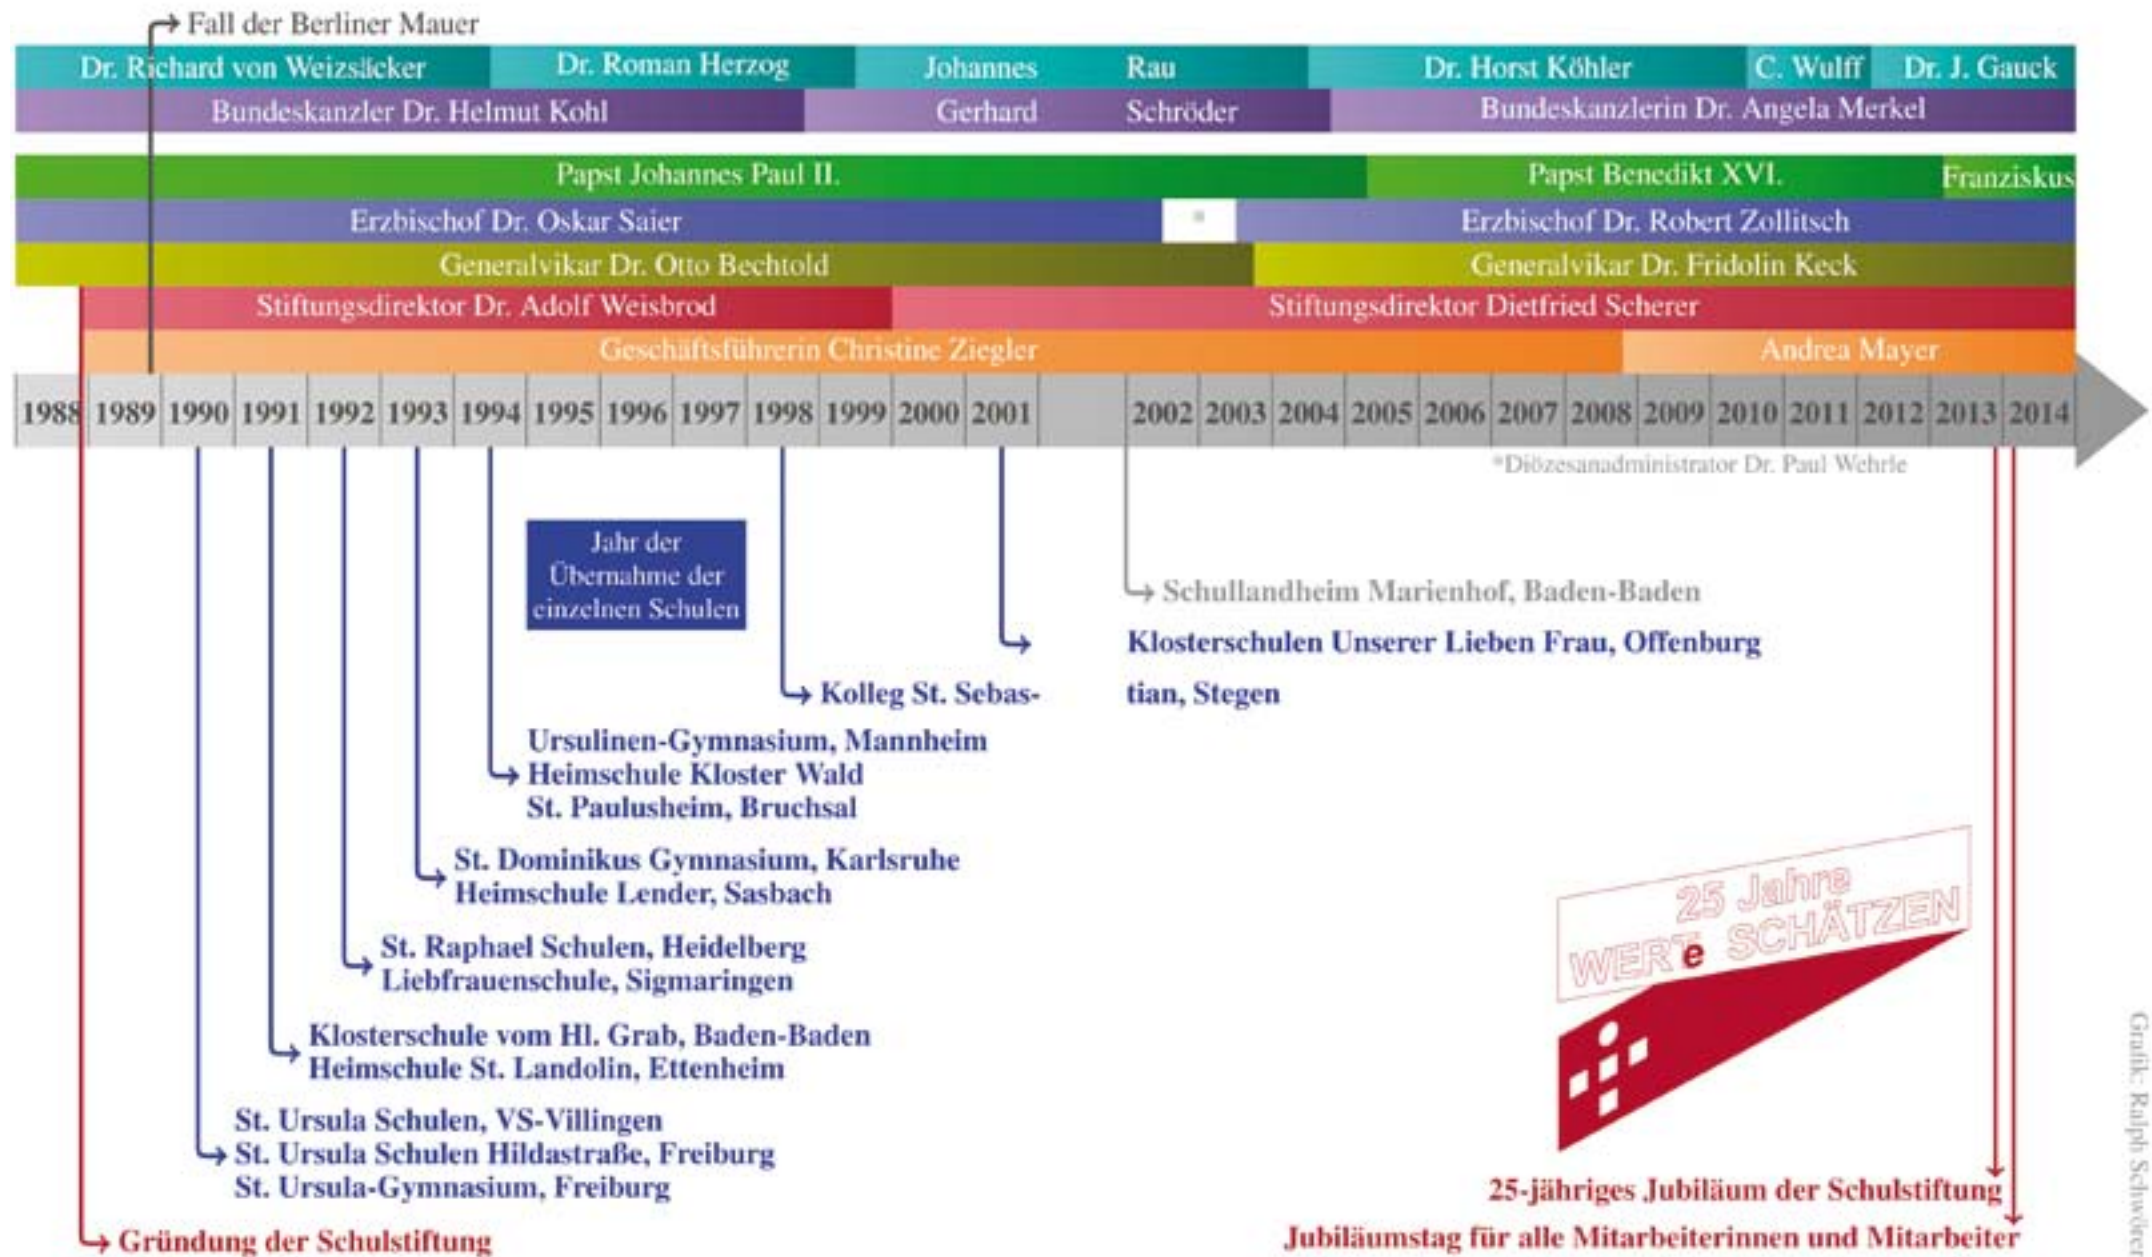 Fall der Berliner Mauer
Dr. Richard von Weizsäcker Dr. Roman Herzog Johannes Rau Dr. Horst Köhler C. Wulff Dr. J. Gauck
Bundeskanzler Dr. Helmut Kohl Gerhard Schröder Bundeskanzlerin Dr. Angela Merkel
Papst Johannes Paul II. Papst Benedikt XVI. Franziskus
Erzbischof Dr. Oskar Saier * Erzbischof Dr. Robert Zollitsch
Generalvikar Dr. Otto Bechtold Generalvikar Dr. Fridolin Keck
Stiftungsdirektor Dr. Adolf Weisbrod Stiftungsdirektor Dietfried Scherer
Geschäftsführerin Christine Ziegler Andrea Mayer
1988 1989 1990 1991 1992 1993 1994 1995 1996 1997 1998 1999 2000 2001 2002 2003 2004 2005 2006 2007 2008 2009 2010 2011 2012 2013 2014
*Diözesanadministrator Dr. Paul Wehrle
Jahr der
Übernahme der
einzelnen Schulen
Schullandheim Marienhof, Baden-Baden
Klosterschulen Unserer Lieben Frau, Offenburg
Kolleg St. Sebas- tian, Stegen
Ursulinen-Gymnasium, Mannheim
Heimschule Kloster Wald
St. Paulusheim, Bruchsal
St. Dominikus Gymnasium, Karlsruhe
Heimschule Lender, Sasbach
St. Raphael Schulen, Heidelberg
Liebfrauenschule, Sigmaringen
Klosterschule vom Hl. Grab, Baden-Baden
Heimschule St. Landolin, Ettenheim
St. Ursula Schulen, VS-Villingen
St. Ursula Schulen Hildastraße, Freiburg
St. Ursula-Gymnasium, Freiburg
Gründung der Schulstiftung
25 Jahre
WERTe SCHÄTZEN
25-jähriges Jubiläum der Schulstiftung
Jubiläumstag für alle Mitarbeiterinnen und Mitarbeiter
Grafik: Ralph Schwörer